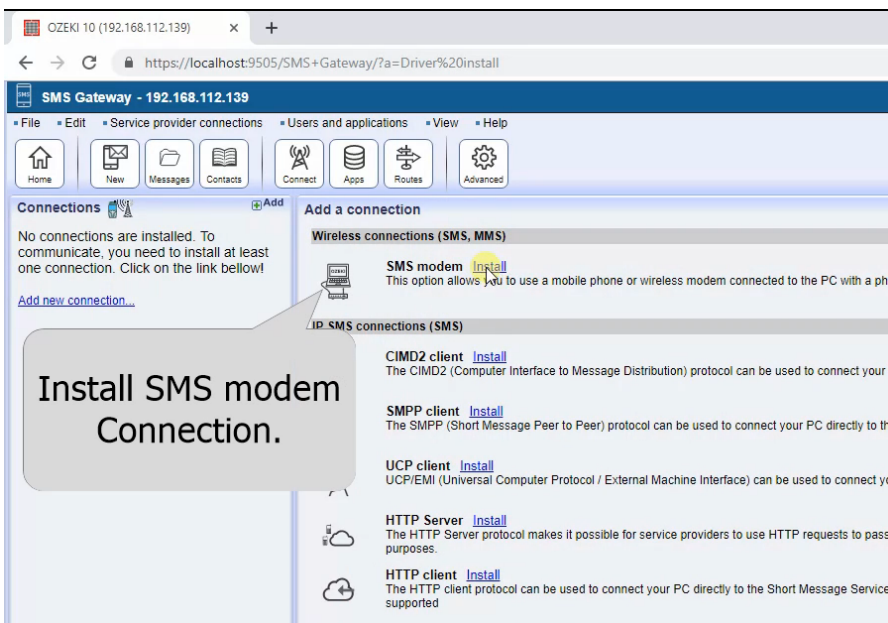 OZEKI 10 (192.168.112.139)
https://localhost:9505/SMS+Gateway/?a=Driver%20install
SMS Gateway - 192.168.112.139
File Edit Service provider connections Users and applications View Help
Home New Messages Contacts Connect Apps Routes Advanced
Connections Add
No connections are installed. To
communicate, you need to install at least
one connection. Click on the link bellow!
Add new connection...
Install SMS modem
Connection.
Add a connection
Wireless connections (SMS, MMS)
SMS modem Install
This option allows you to use a mobile phone or wireless modem connected to the PC with a ph
IP SMS connections (SMS)
CIMD2 client Install
The CIMD2 (Computer Interface to Message Distribution) protocol can be used to connect your
SMPP client Install
The SMPP (Short Message Peer to Peer) protocol can be used to connect your PC directly to th
UCP client Install
UCP/EMI (Universal Computer Protocol / External Machine Interface) can be used to connect yo
HTTP Server Install
The HTTP Server protocol makes it possible for service providers to use HTTP requests to pass
purposes.
HTTP client Install
The HTTP client protocol can be used to connect your PC directly to the Short Message Service
supported